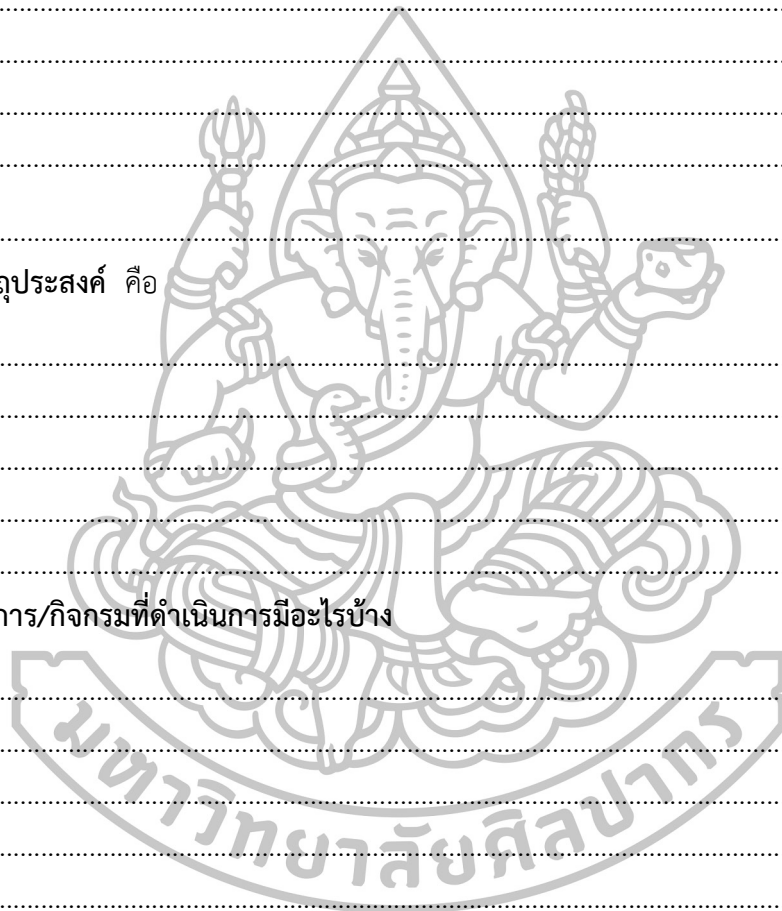 ถุประสงค์ คือ
การ/กิจกรมที่ดำเนินการมีอะไรบ้าง
มหาวิทยาลัยศิลปากร